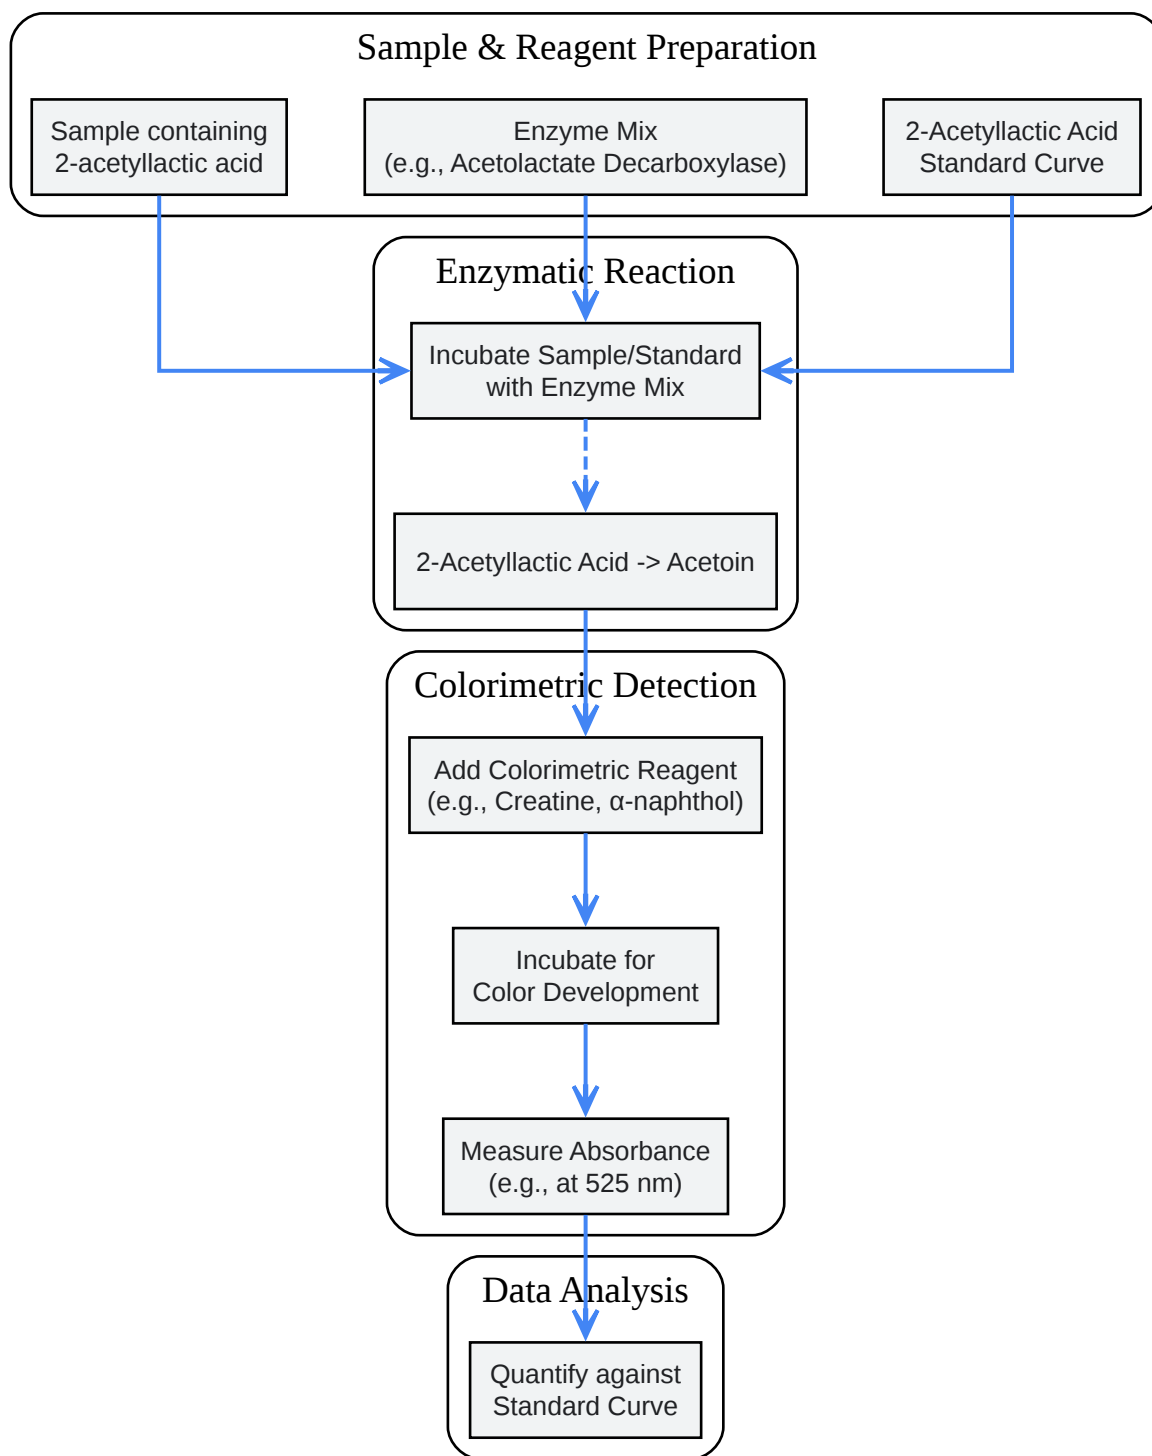 Sample & Reagent Preparation
Sample containing
2-acetyllactic acid
Enzyme Mix
(e.g., Acetolactate Decarboxylase)
2-Acetyllactic Acid
Standard Curve
Enzymatic Reaction
Incubate Sample/Standard
with Enzyme Mix
2-Acetyllactic Acid -> Acetoin
Colorimetric Detection
Add Colorimetric Reagent
(e.g., Creatine, α-naphthol)
Incubate for
Color Development
Measure Absorbance
(e.g., at 525 nm)
Data Analysis
Quantify against
Standard Curve